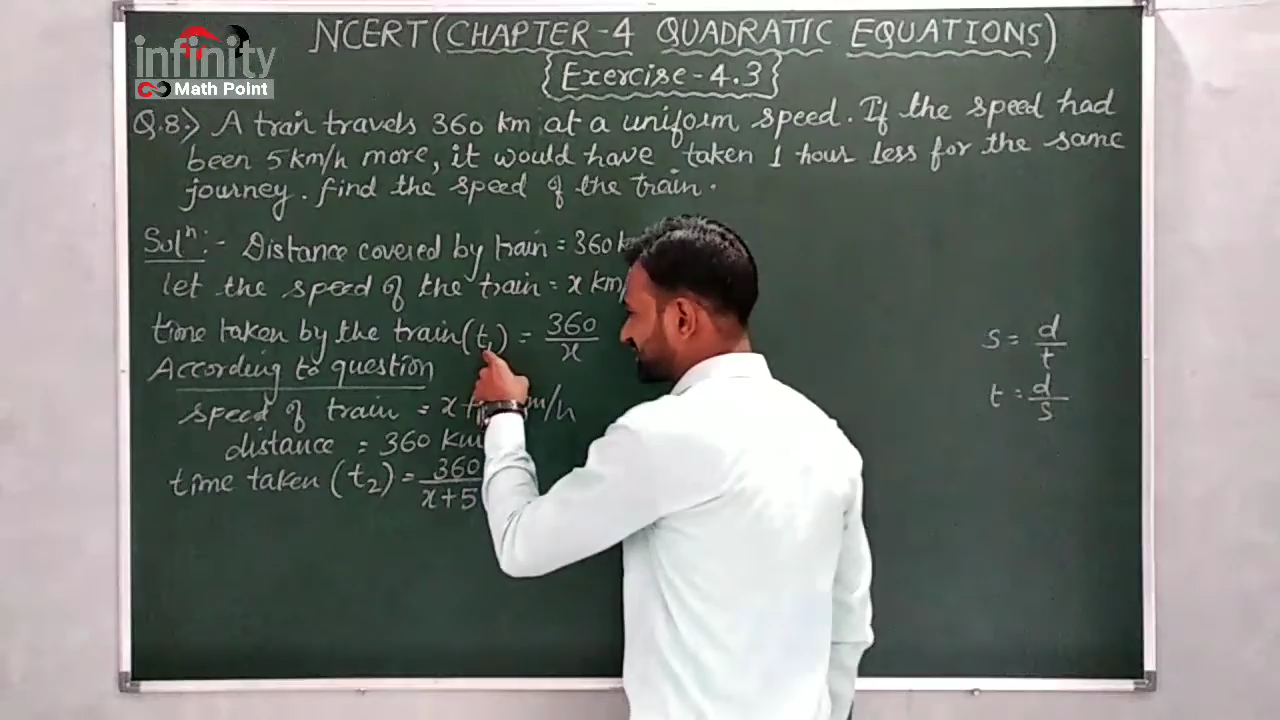 infinity
Math Point
NCERT (CHAPTER-4 QUADRATIC EQUATIONS)
{Exercise-4.3}
Q.8:> A train travels 360 km at a uniform speed. If the speed had
been 5km/h more, it would have taken 1 hour less for the same
journey. find the speed of the train.
Solⁿ:- Distance covered by train = 360 k
let the speed of the train = x km/
time taken by the train (t₁) = 360/x
According to question
speed of train = x+ m/h
distance = 360 km
time taken (t₂) = 360/x+5
s = d/t
t = d/s